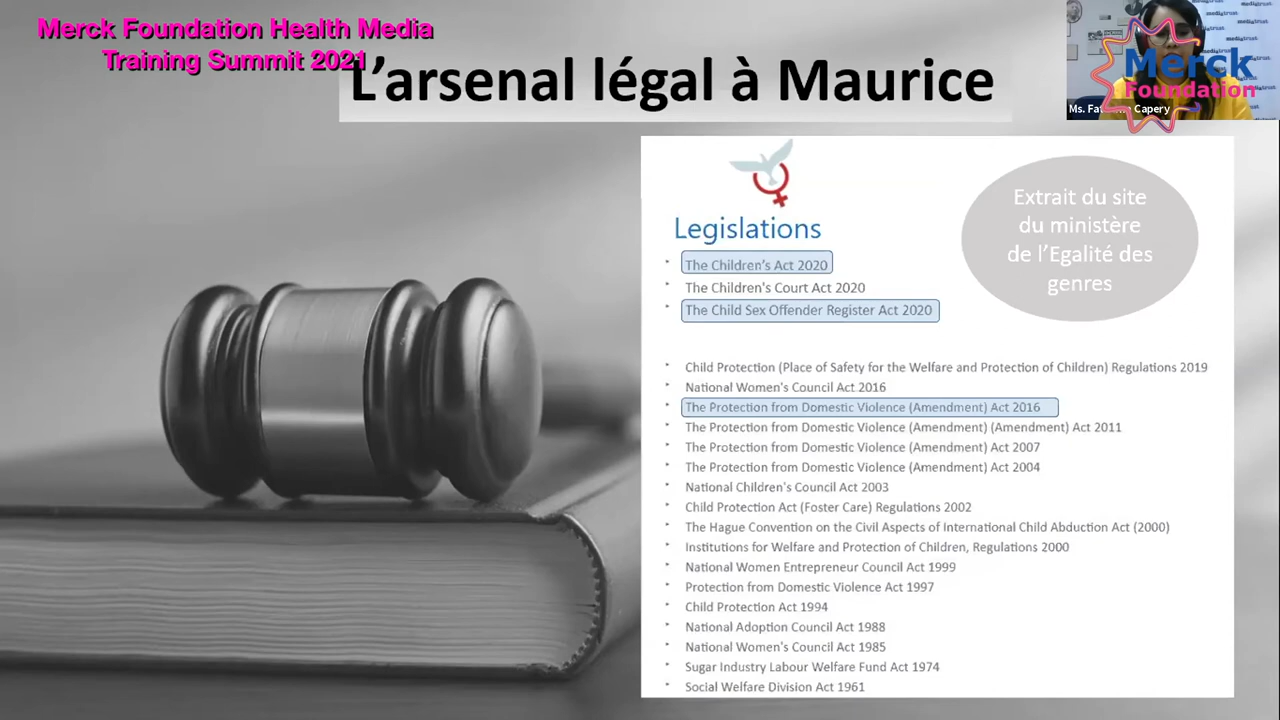 Merck Foundation Health Media
Training Summit 2021
L'arsenal légal à Maurice
Merck
Foundation
Ms. Capery
Extrait du site
du ministère
de l'Egalité des
genres
Legislations
The Children's Act 2020
The Children's Court Act 2020
The Child Sex Offender Register Act 2020
Child Protection (Place of Safety for the Welfare and Protection of Children) Regulations 2019
National Women's Council Act 2016
The Protection from Domestic Violence (Amendment) Act 2016
The Protection from Domestic Violence (Amendment) (Amendment) Act 2011
The Protection from Domestic Violence (Amendment) Act 2007
The Protection from Domestic Violence (Amendment) Act 2004
National Children's Council Act 2003
Child Protection Act (Foster Care) Regulations 2002
The Hague Convention on the Civil Aspects of International Child Abduction Act (2000)
Institutions for Welfare and Protection of Children, Regulations 2000
National Women Entrepreneur Council Act 1999
Protection from Domestic Violence Act 1997
Child Protection Act 1994
National Adoption Council Act 1988
National Women's Council Act 1985
Sugar Industry Labour Welfare Fund Act 1974
Social Welfare Division Act 1961